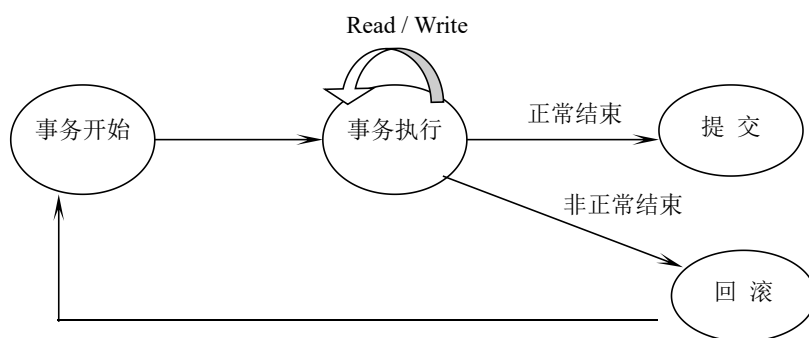 Read / Write
事务开始
事务执行
正常结束
提 交
非正常结束
回 滚